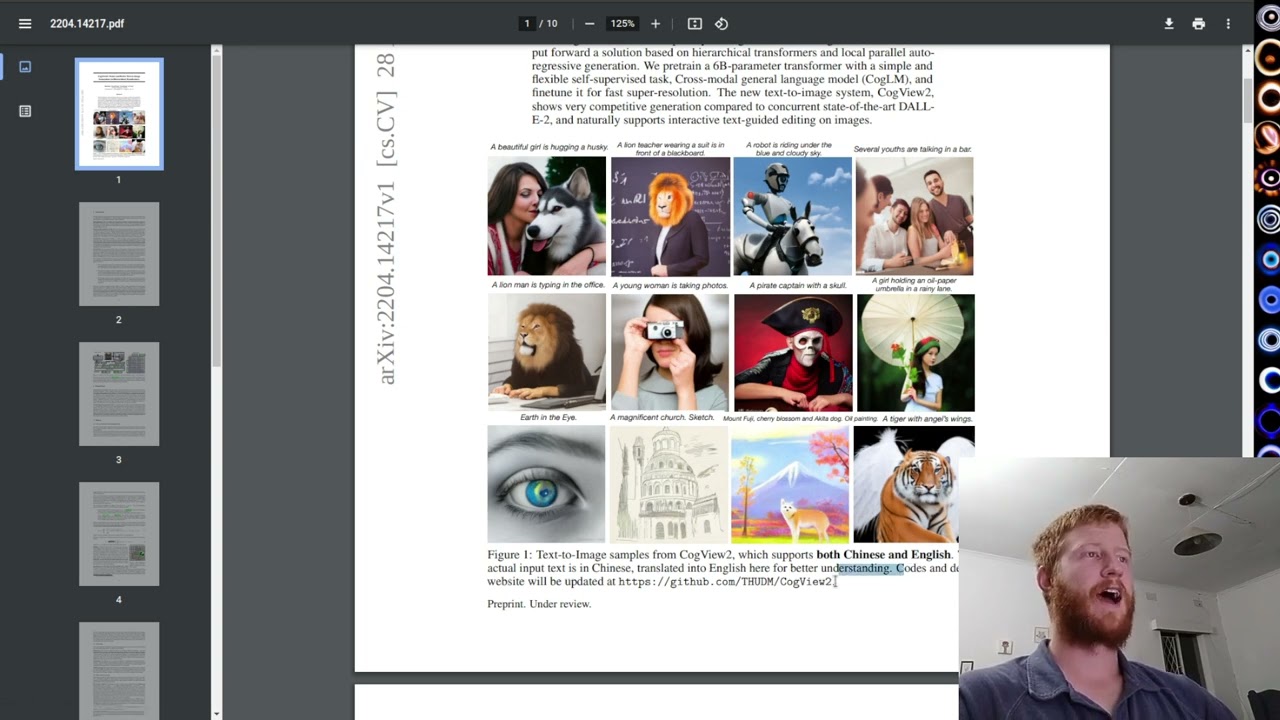 2204.14217.pdf
1 / 10
125%
put forward a solution based on hierarchical transformers and local parallel auto-
regressive generation. We pretrain a 6B-parameter transformer with a simple and
flexible self-supervised task, Cross-modal general language model (CogLM), and
finetune it for fast super-resolution. The new text-to-image system, CogView2,
shows very competitive generation compared to concurrent state-of-the-art DALL-
E-2, and naturally supports interactive text-guided editing on images.
arXiv:2204.14217v1 [cs.CV] 28
A beautiful girl is hugging a husky.
A lion teacher wearing a suit is in
front of a blackboard.
A robot is riding under the
blue and cloudy sky.
Several youths are talking in a bar.
A lion man is typing in the office.
A young woman is taking photos.
A pirate captain with a skull.
A girl holding an oil-paper
umbrella in a rainy lane.
Earth in the Eye.
A magnificent church. Sketch.
Mount Fuji, cherry blossom and Akita dog. Oil painting.
A tiger with angel's wings.
Figure 1: Text-to-Image samples from CogView2, which supports both Chinese and English.
actual input text is in Chinese, translated into English here for better understanding. Codes and de
website will be updated at https://github.com/THUDM/CogView2.
Preprint. Under review.
1
2
3
4